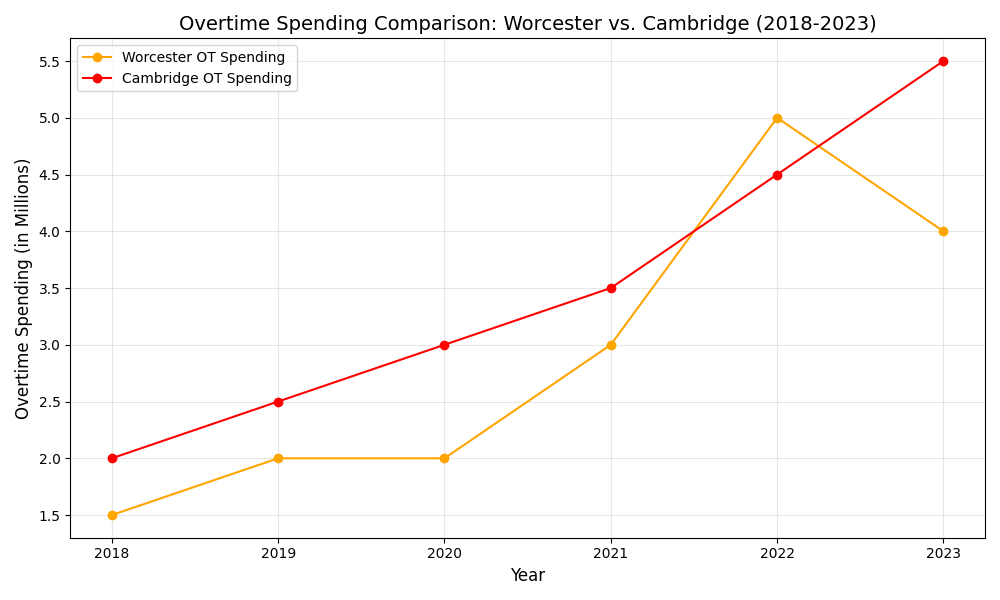 Overtime Spending Comparison: Worcester vs. Cambridge (2018-2023)
Worcester OT Spending
Cambridge OT Spending
Overtime Spending (in Millions)
5.5
5.0
4.5
4.0
3.5
3.0
2.5
2.0
1.5
2018 2019 2020 2021 2022 2023
Year